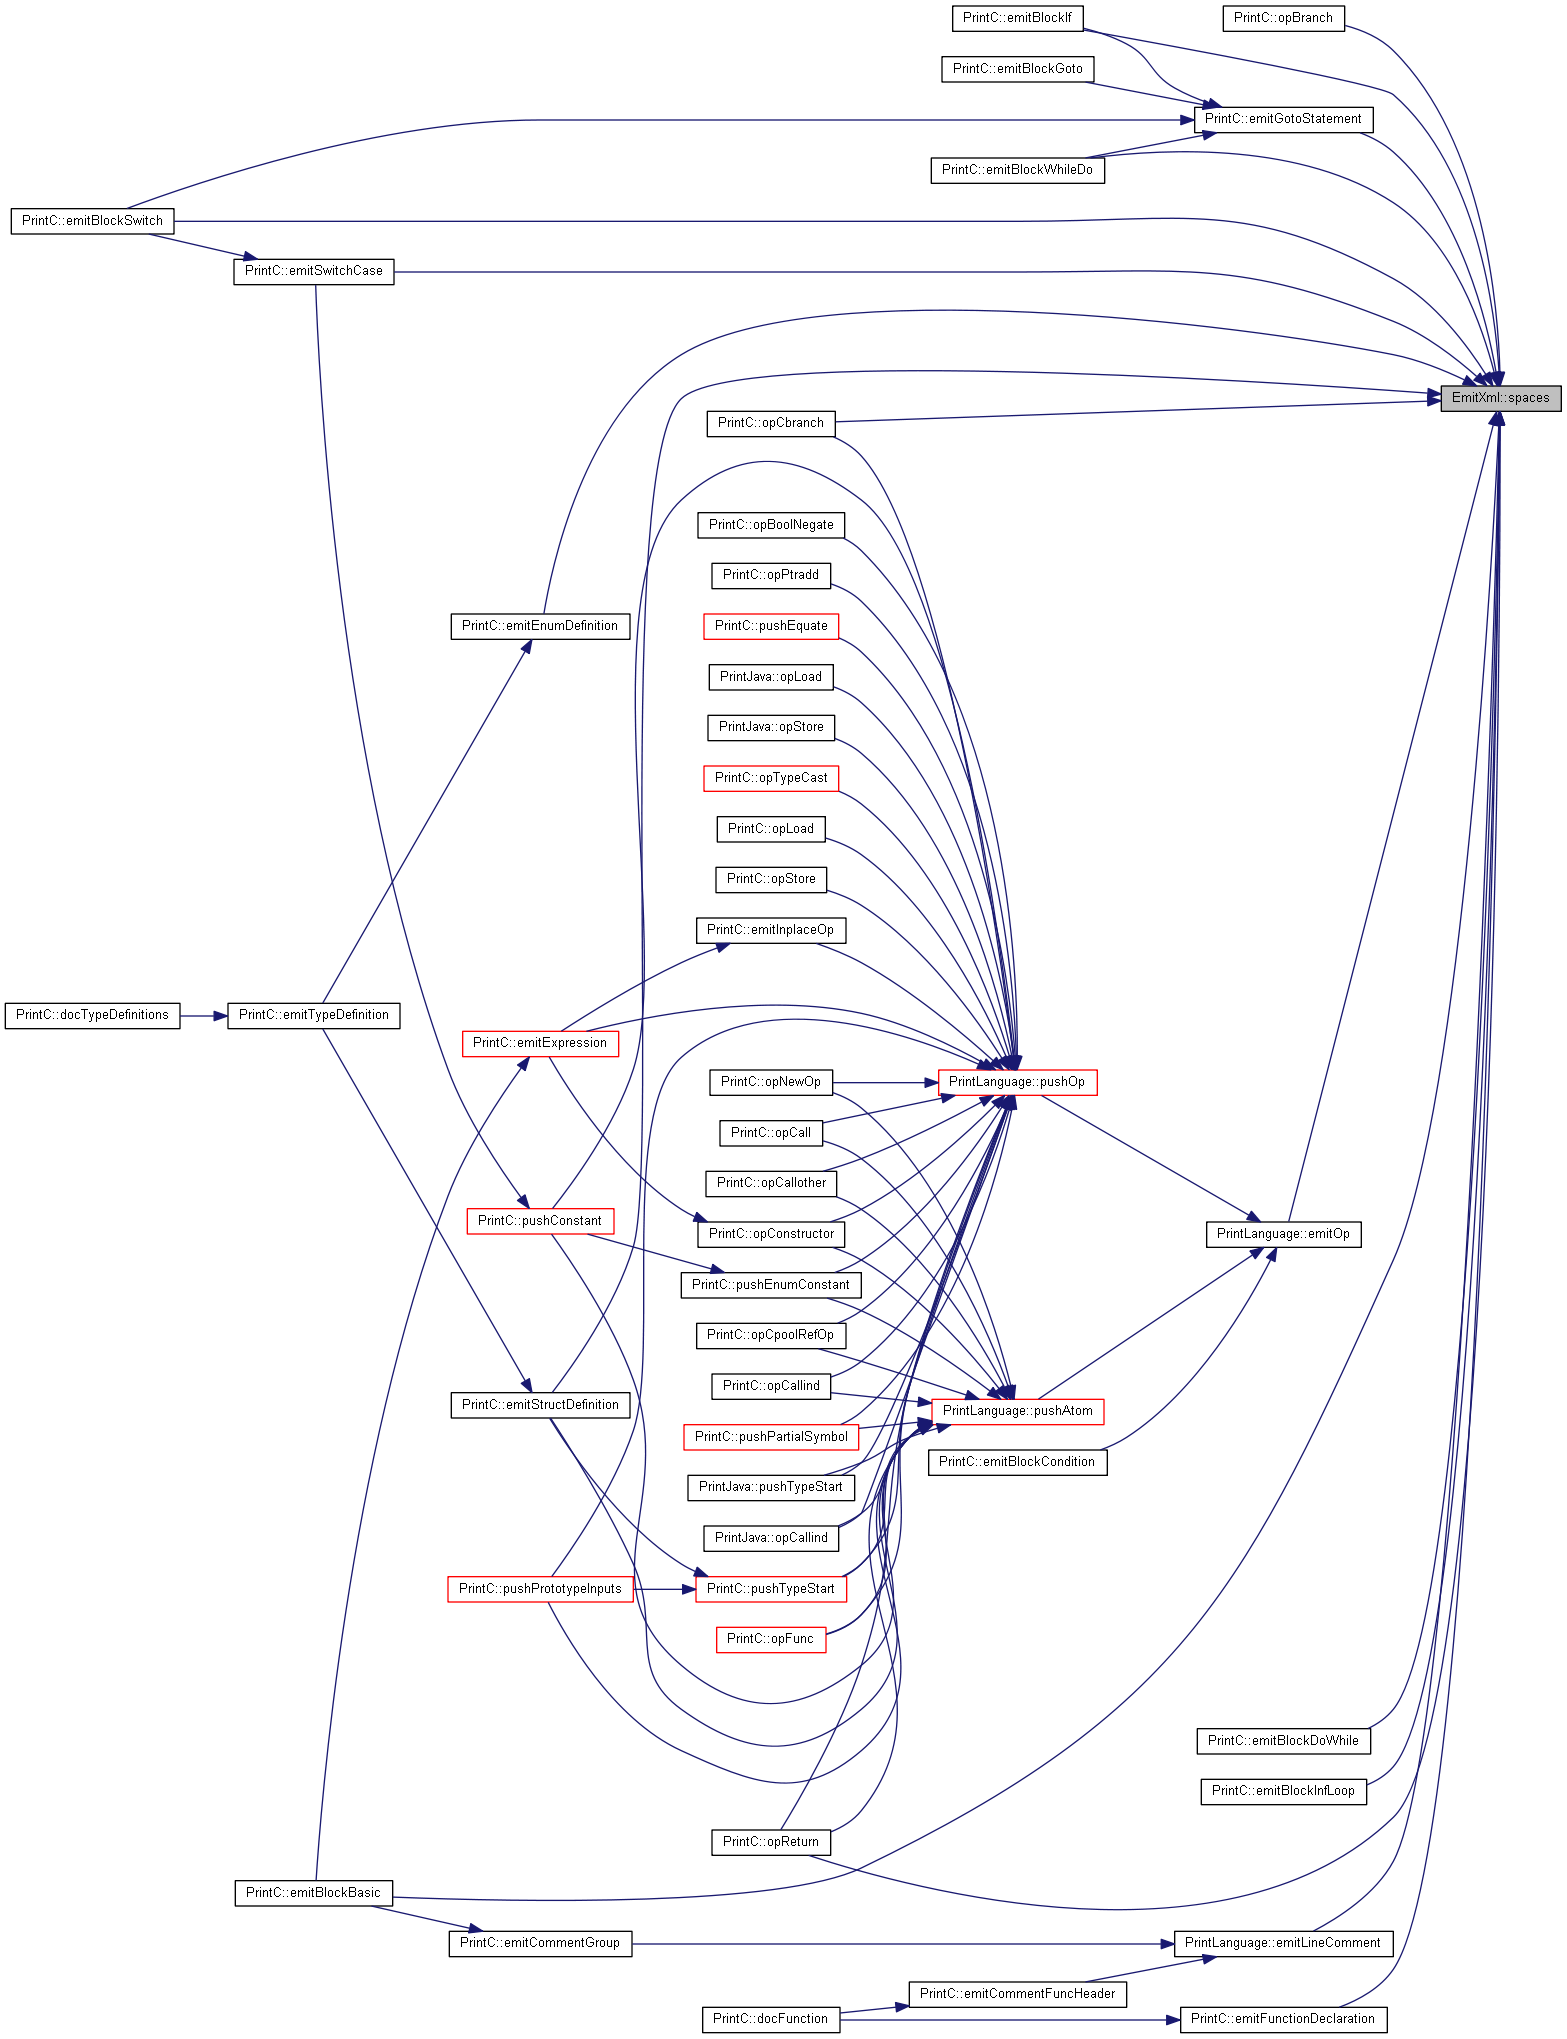 PrintC::emitBlockIf
PrintC::opBranch
PrintC::emitBlockGoto
PrintC::emitGotoStatement
PrintC::emitBlockWhileDo
PrintC::emitBlockSwitch
PrintC::emitSwitchCase
EmitXml::spaces
PrintC::opCbranch
PrintC::opBoolNegate
PrintC::opPtradd
PrintC::emitEnumDefinition
PrintC::pushEquate
PrintJava::opLoad
PrintJava::opStore
PrintC::opTypeCast
PrintC::opLoad
PrintC::opStore
PrintC::emitInplaceOp
PrintC::docTypeDefinitions
PrintC::emitTypeDefinition
PrintC::emitExpression
PrintC::opNewOp
PrintLanguage::pushOp
PrintC::opCall
PrintC::opCallother
PrintC::pushConstant
PrintC::opConstructor
PrintLanguage::emitOp
PrintC::pushEnumConstant
PrintC::opCpoolRefOp
PrintC::opCallind
PrintC::emitStructDefinition
PrintLanguage::pushAtom
PrintC::pushPartialSymbol
PrintC::emitBlockCondition
PrintJava::pushTypeStart
PrintJava::opCallind
PrintC::pushPrototypeInputs
PrintC::pushTypeStart
PrintC::opFunc
PrintC::emitBlockDoWhile
PrintC::emitBlockInfLoop
PrintC::opReturn
PrintC::emitBlockBasic
PrintC::emitCommentGroup
PrintLanguage::emitLineComment
PrintC::emitCommentFuncHeader
PrintC::docFunction
PrintC::emitFunctionDeclaration